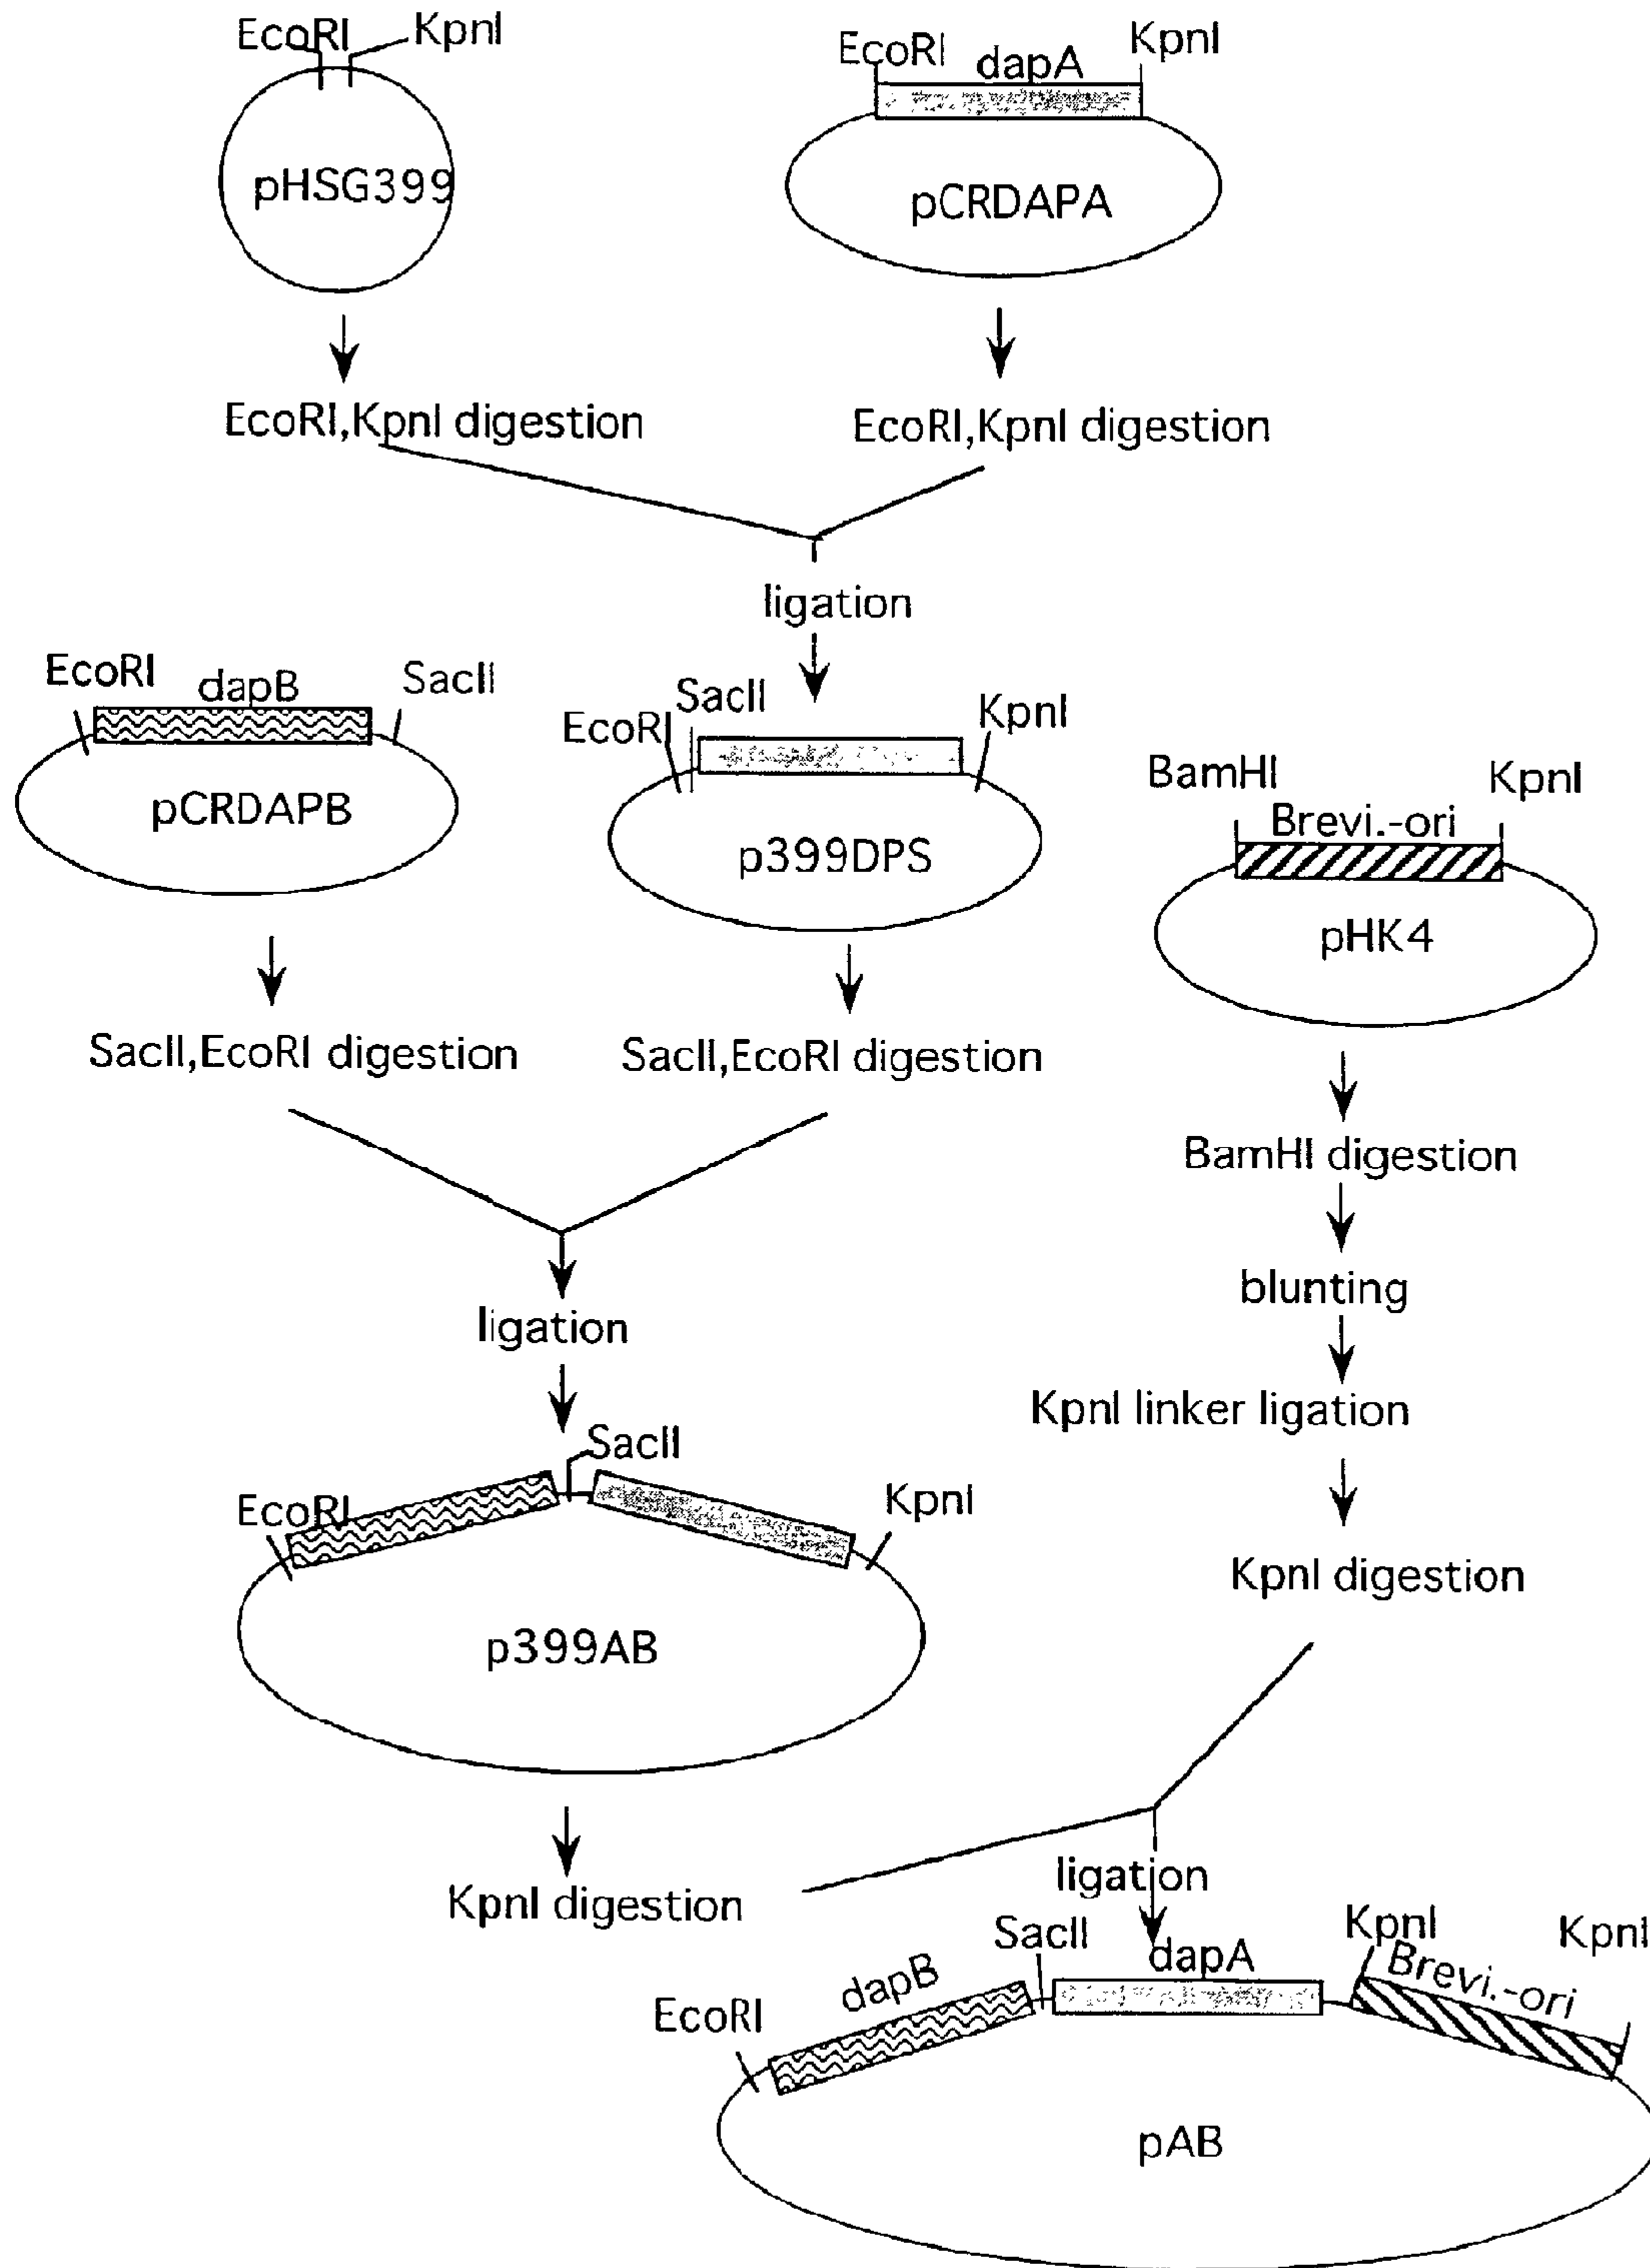 EcoRI
KpnI
pHSG399
EcoRI
dapA
KpnI
pCRDAPA
EcoRI,KpnI digestion
EcoRI,KpnI digestion
ligation
EcoRI
dapB
SacII
pCRDAPB
EcoRI
SacII
KpnI
p399DPS
BamHI
KpnI
Brevi.-ori
pHK4
SacII,EcoRI digestion
SacII,EcoRI digestion
BamHI digestion
blunting
KpnI linker ligation
KpnI digestion
ligation
EcoRI
SacII
KpnI
p399AB
KpnI digestion
ligation
EcoRI
dapB
SacII
dapA
KpnI
Brevi.-ori
KpnI
pAB